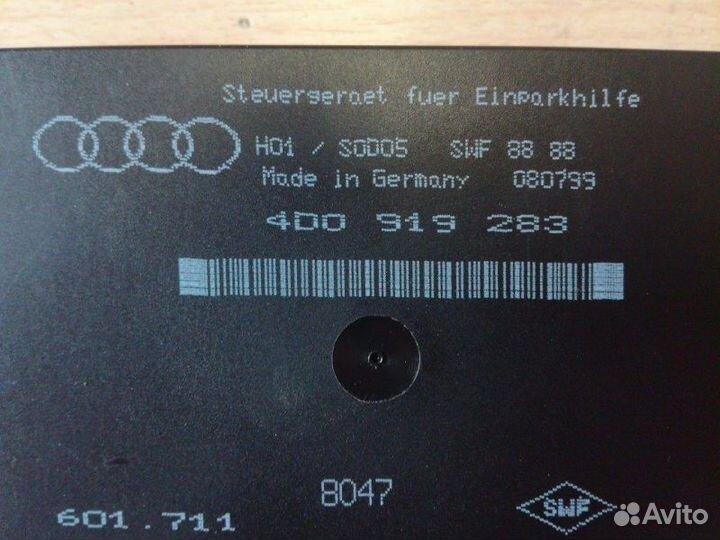 Steuergeraet fuer Einparkhilfe
H01 / S0D05 SWF 88 88
Made in Germany 080799
4D0 919 283
8047
601.711
SWF
Avito